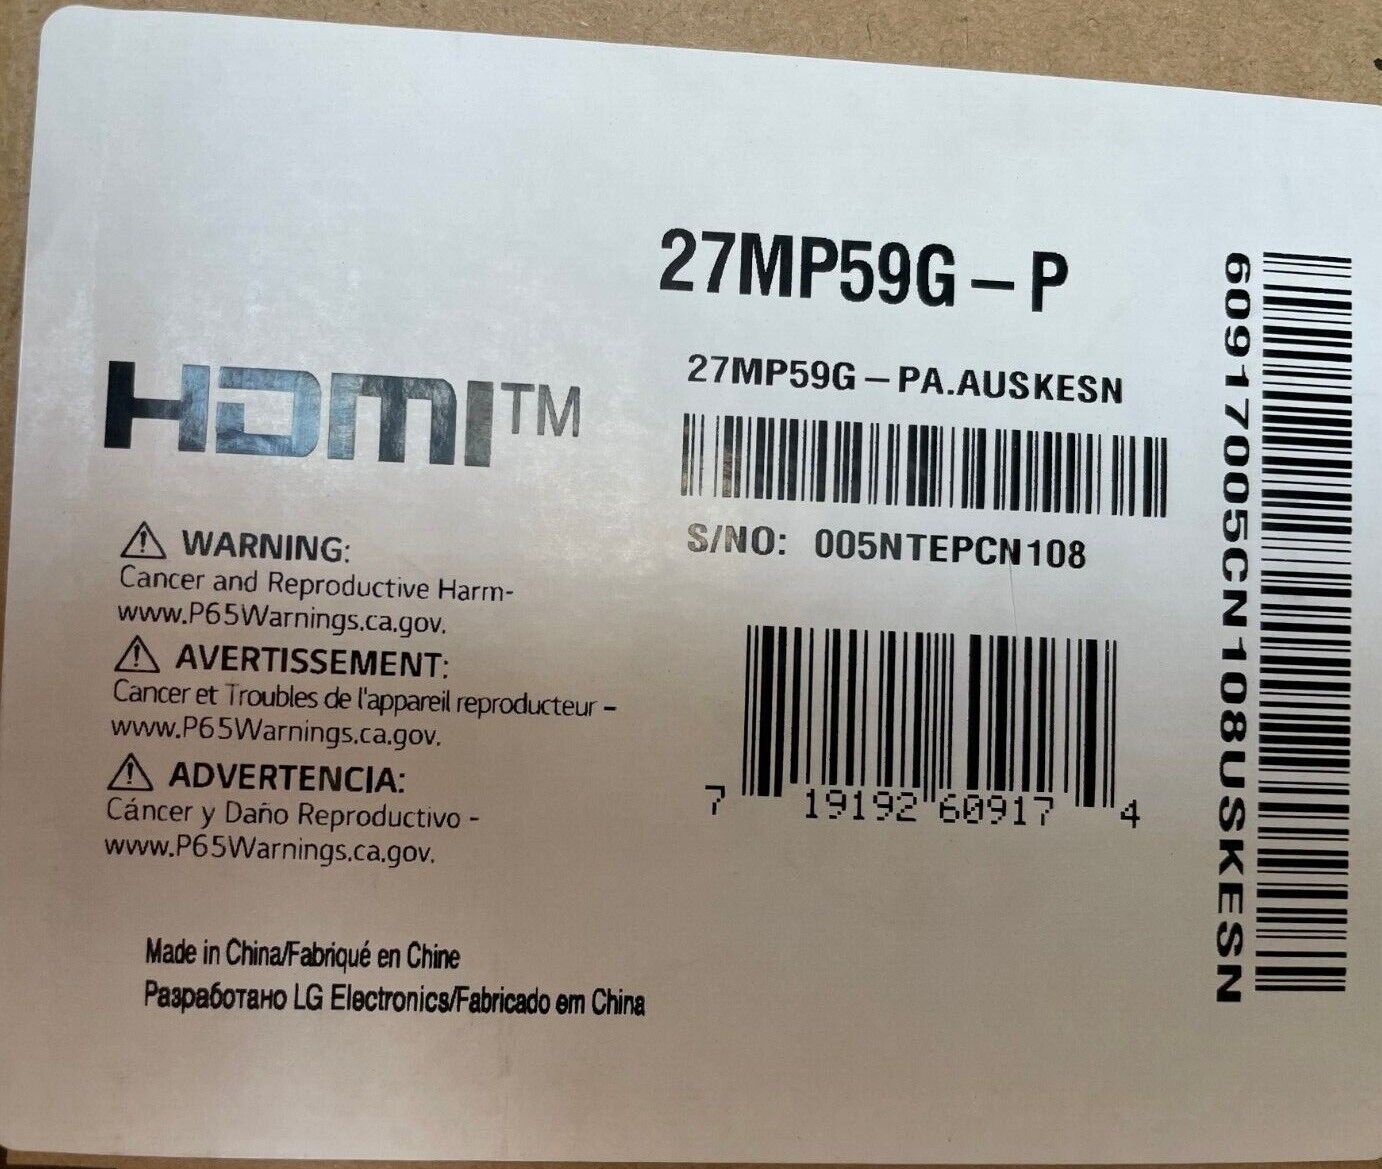 27MP59G-P
27MP59G-PA.AUSKESN
HDMI™
S/NO: 005NTEPCN108
⚠ WARNING:
Cancer and Reproductive Harm-
www.P65Warnings.ca.gov.
⚠ AVERTISSEMENT:
Cancer et Troubles de l'appareil reproducteur –
www.P65Warnings.ca.gov.
⚠ ADVERTENCIA:
Cáncer y Daño Reproductivo -
www.P65Warnings.ca.gov.
7 19192 60917 4
Made in China/Fabriqué en Chine
Разработано LG Electronics/Fabricado em China
60917005CN108USKESN